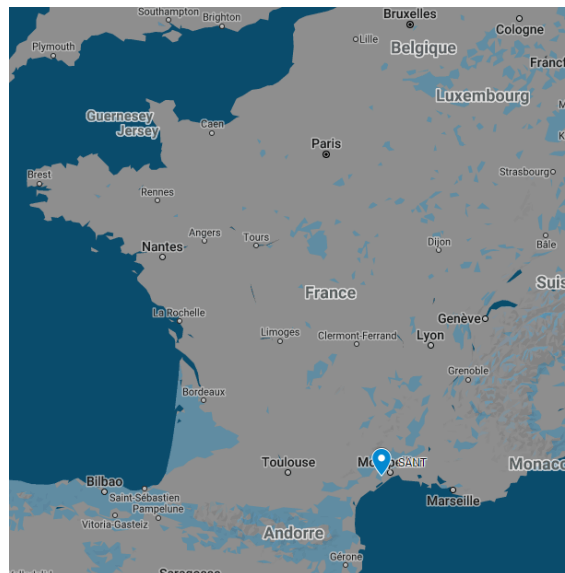 Southampton
Brighton
Bruxelles
Cologne
Plymouth
Lille
Belgique
Francf
Luxembourg
Guernesey
Jersey
Caen
Paris
Brest
Strasbourg
Rennes
Angers
Tours
Dijon
Bâle
Nantes
Suis
France
La Rochelle
Genève
Limoges
Clermont-Ferrand
Lyon
Grenoble
Bordeaux
Toulouse
SANT
Monaco
Bilbao
Saint-Sébastien
Marseille
Pampelune
Vitoria-Gasteiz
Andorre
Gérone